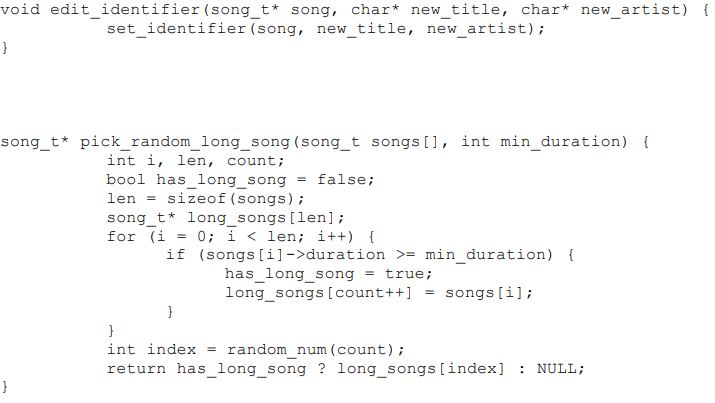 void edit_identifier(song_t* song, char* new_title, char* new_artist) {
set_identifier(song, new_title, new_artist);
}
song_t* pick_random_long_song(song_t songs[], int min_duration) {
int i, len, count;
bool has_long_song = false;
len = sizeof(songs);
song_t* long_songs[len];
for (i = 0; i < len; i++) {
if (songs[i]->duration >= min_duration) {
has_long_song = true;
long_songs[count++] = songs[i];
}
}
int index = random_num(count);
return has_long_song ? long_songs[index] : NULL;
}